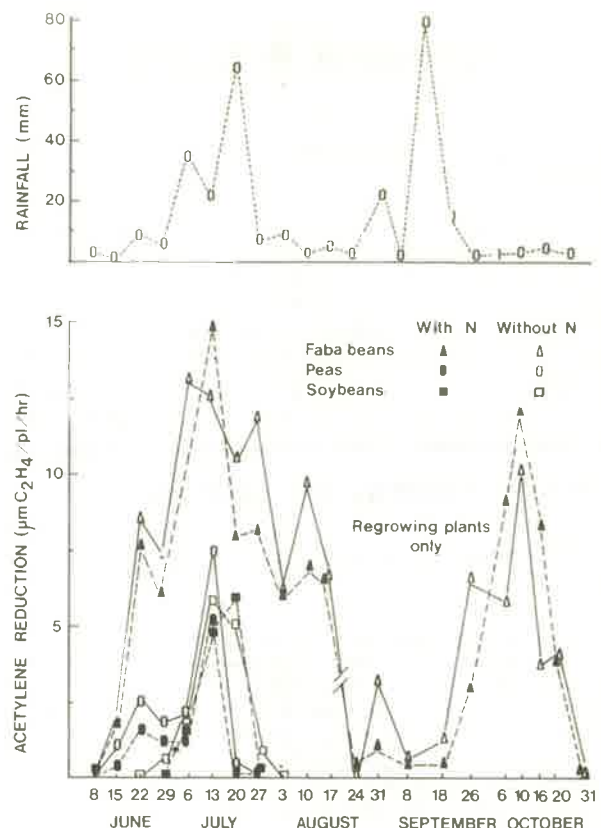 80
60
40
20
RAINFALL (mm)
15
10
5
ACETYLENE REDUCTION (µm C₂H₄/pl/hr)
With N Without N
Faba beans
Peas
Soybeans
Regrowing plants
only
8 15 22 29 6 13 20 27 3 10 17 24 31 8 18 26 6 10 16 20 31
JUNE JULY AUGUST SEPTEMBER OCTOBER